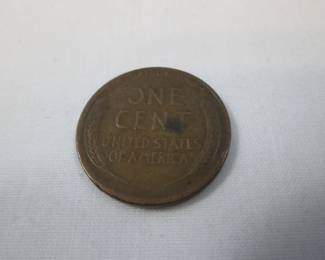 ONE
CENT
UNITED STATES
OF AMERICA